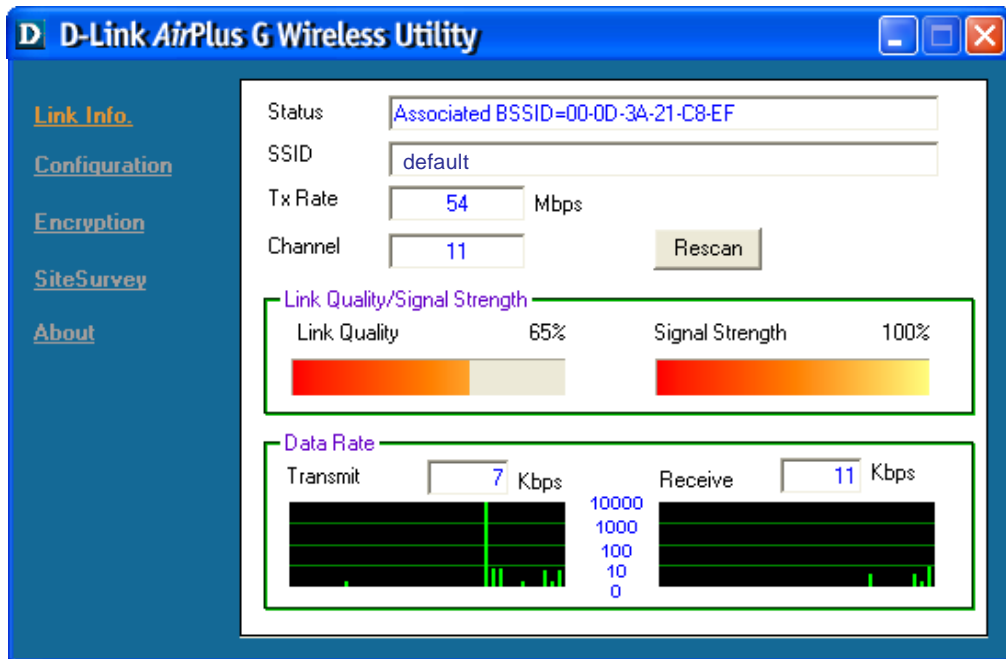 D D-Link AirPlus G Wireless Utility
Link Info.
Configuration
Encryption
SiteSurvey
About
Status Associated BSSID=00-0D-3A-21-C8-EF
SSID default
Tx Rate 54 Mbps
Channel 11 Rescan
Link Quality/Signal Strength
Link Quality 65% Signal Strength 100%
Data Rate
Transmit 7 Kbps Receive 11 Kbps
10000
1000
100
10
0